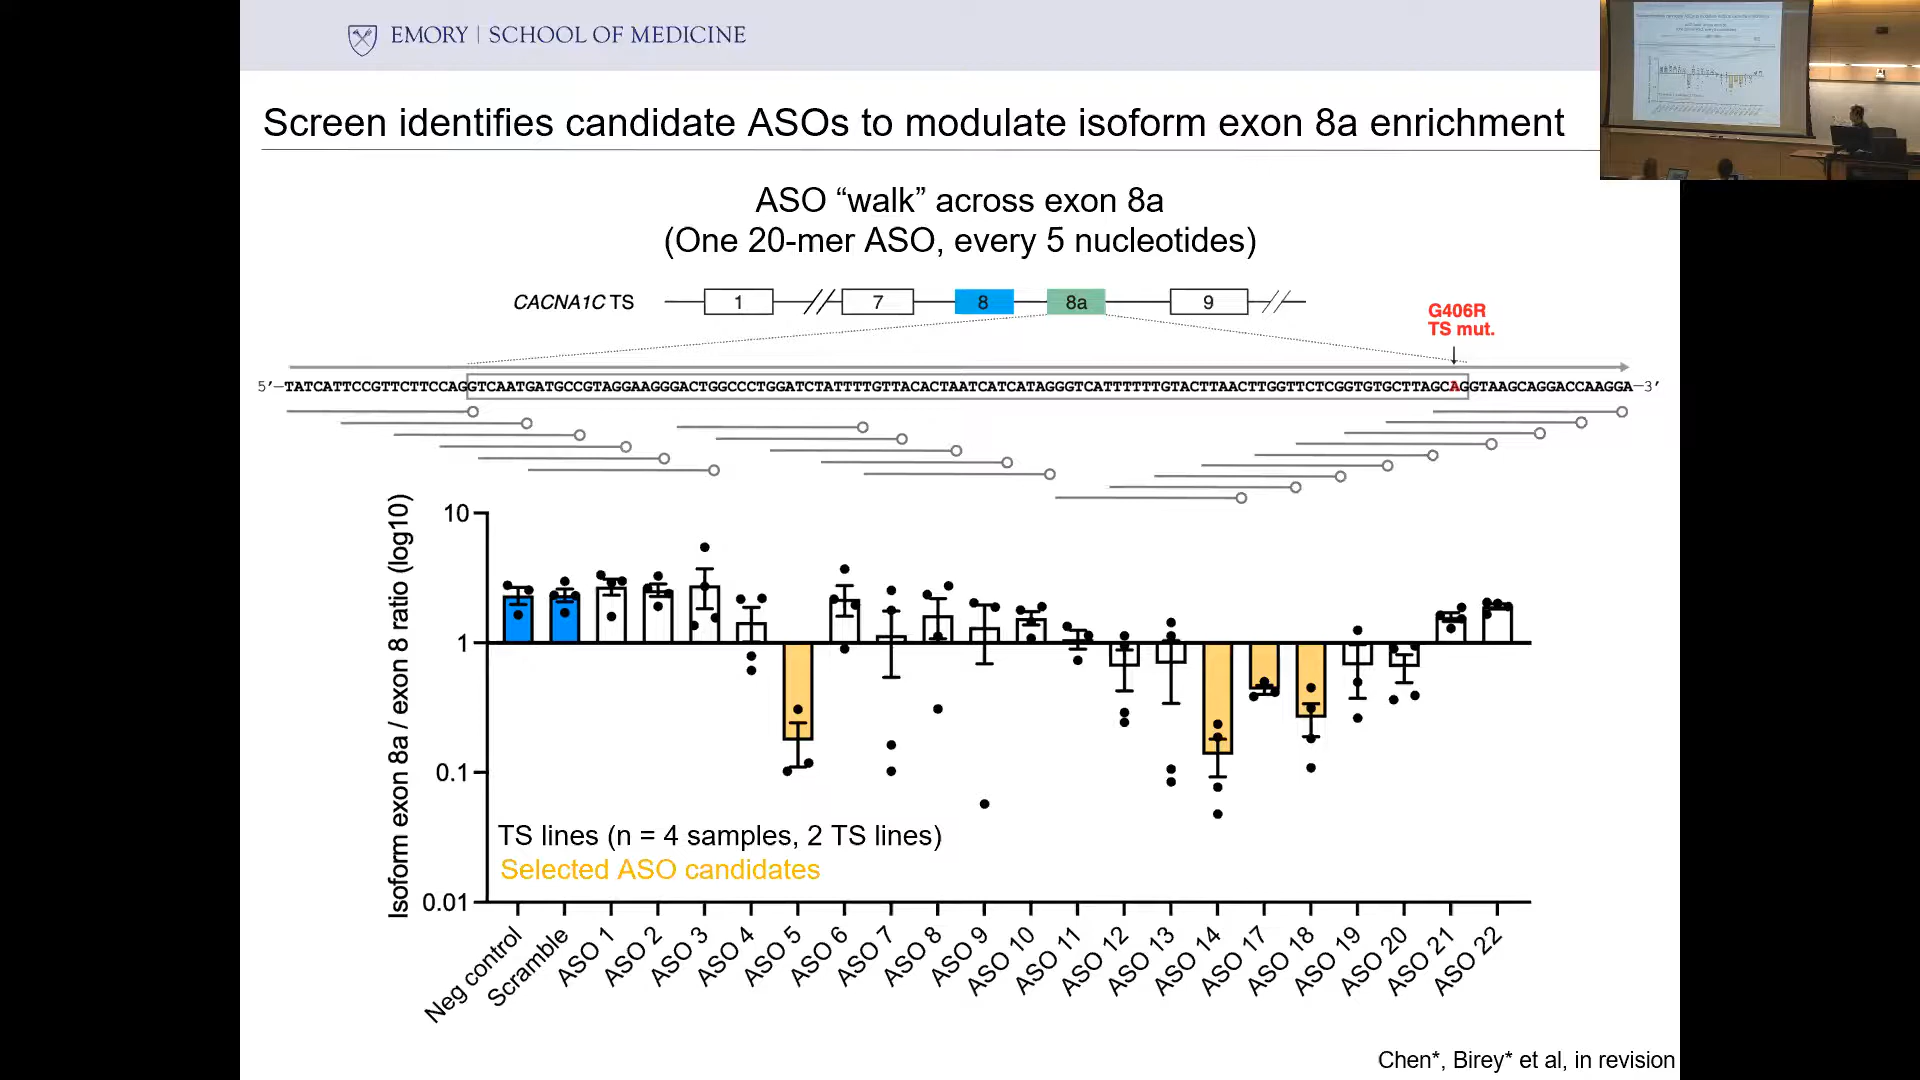 EMORY | SCHOOL OF MEDICINE
Screen identifies candidate ASOs to modulate isoform exon 8a enrichment
ASO “walk” across exon 8a
(One 20-mer ASO, every 5 nucleotides)
CACNA1C TS
1
7
8
8a
9
G406R
TS mut.
5’–TATCATTCCGTTCTTCCAGGTCAATGATGCCGTAGGAAGGGACTGGCCCTGGATCTATTTTGTTACACTAATCATCATAGGGTCATTTTTTGTACTTAACTTGGTTCTCGGTGTGCTTAGCAGGTAAGCAGGACCAAGGA–3’
Isoform exon 8a / exon 8 ratio (log10)
10
1
0.1
0.01
TS lines (n = 4 samples, 2 TS lines)
Selected ASO candidates
Neg control
Scramble
ASO 1
ASO 2
ASO 3
ASO 4
ASO 5
ASO 6
ASO 7
ASO 8
ASO 9
ASO 10
ASO 11
ASO 12
ASO 13
ASO 14
ASO 17
ASO 18
ASO 19
ASO 20
ASO 21
ASO 22
Chen*, Birey* et al, in revision